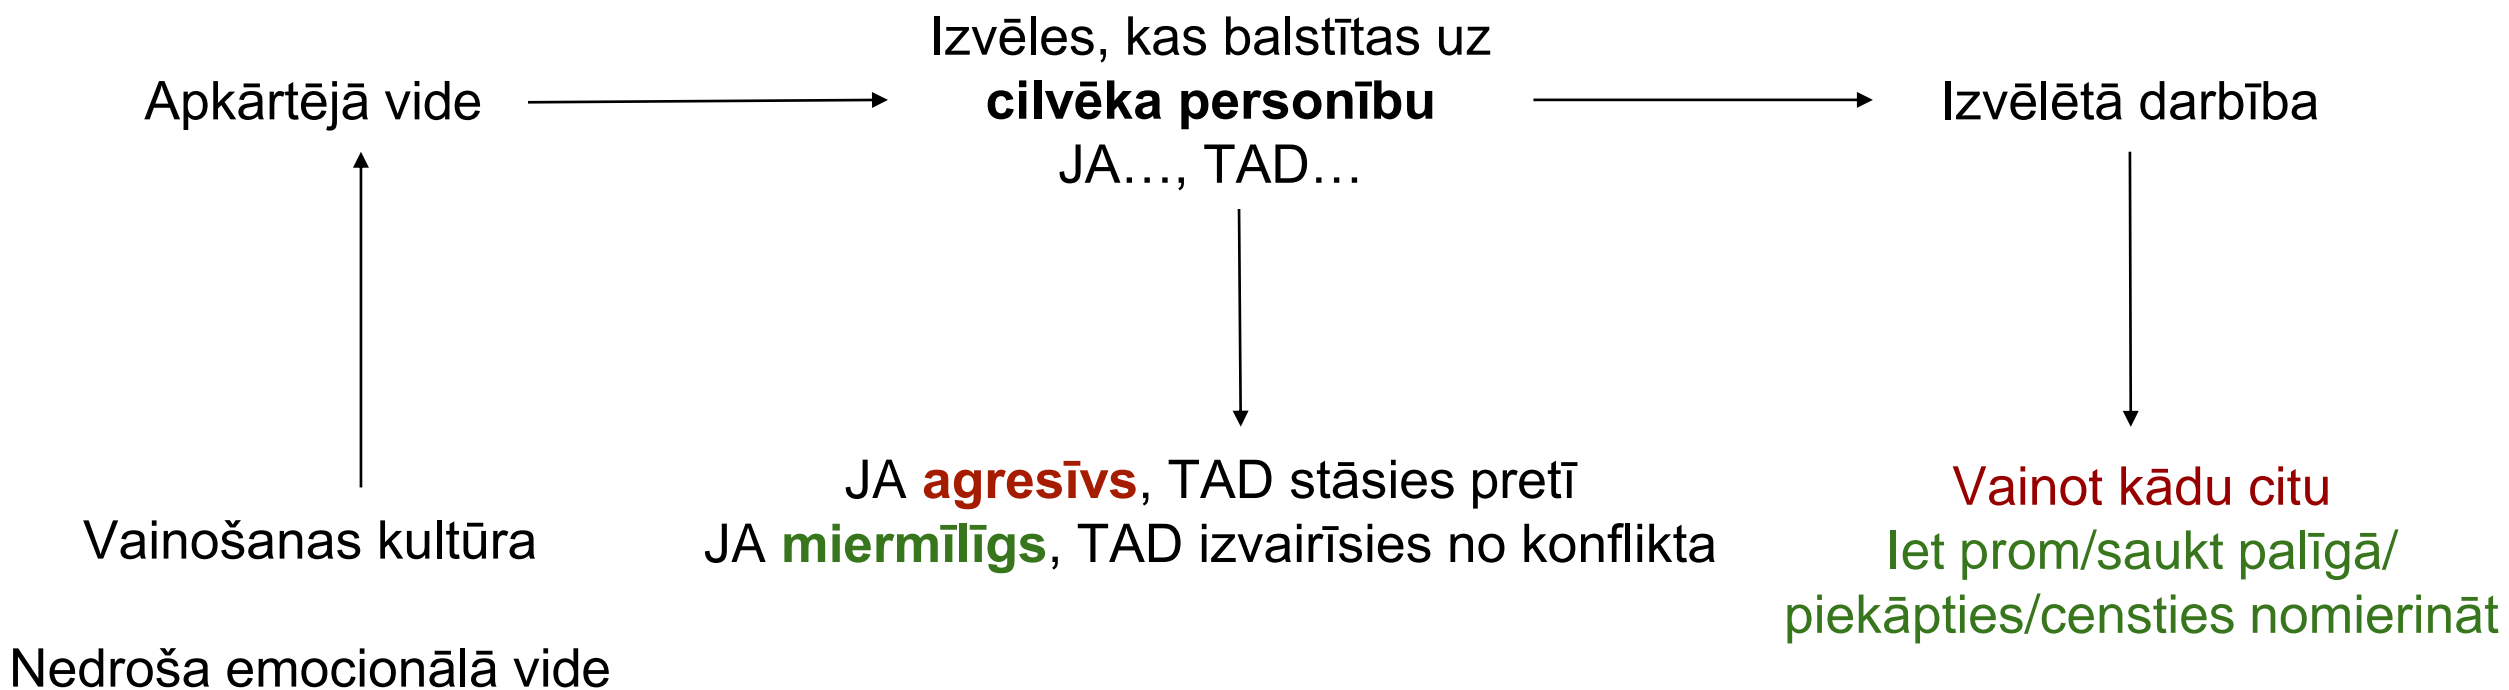 Apkārtējā vide
Izvēles, kas balstītas uz
cilvēka personību
JA…, TAD…
Izvēlētā darbība
Vainošanas kultūra
Nedroša emocionālā vide
JA agresīvs, TAD stāsies pretī
JA miermīlīgs, TAD izvairīsies no konflikta
Vainot kādu citu
Iet prom/saukt palīgā/
piekāpties/censties nomierināt